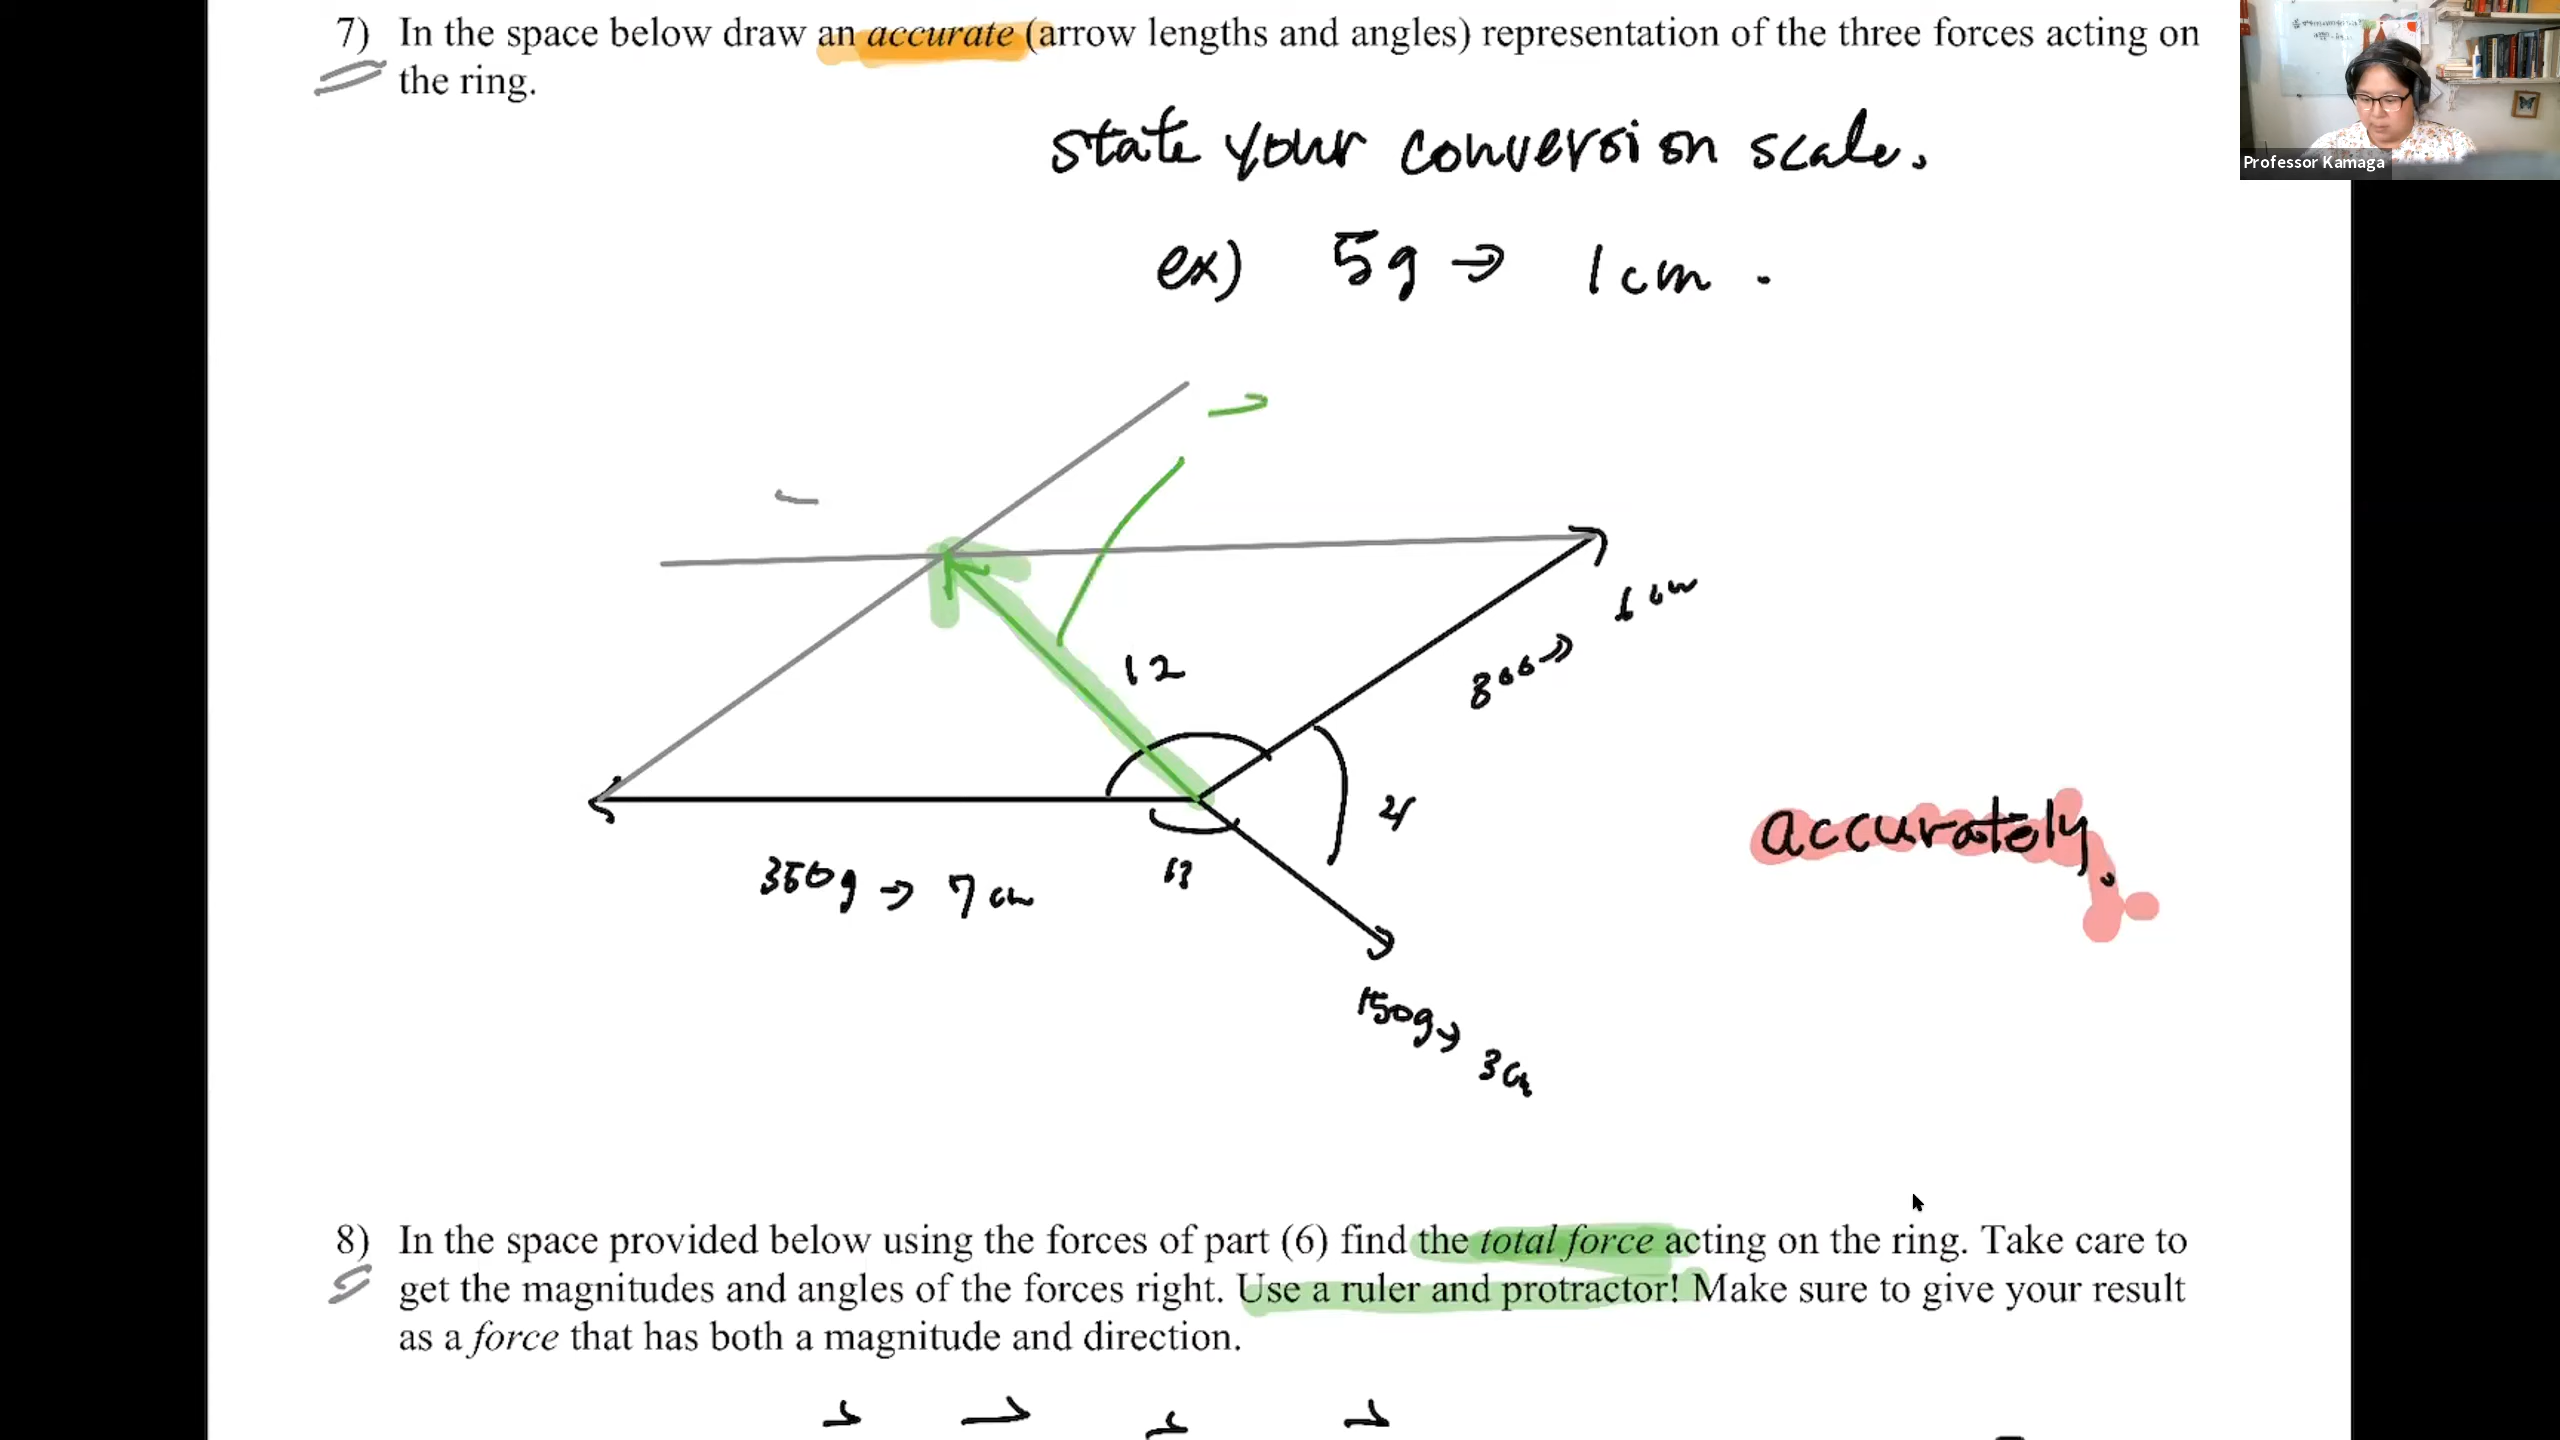 7) In the space below draw an accurate (arrow lengths and angles) representation of the three forces acting on
the ring.
Professor Kamaga
state your conversion scale.
ex) 5g → 1cm.
12
350g → 7cm
150g → 3cm
accurately.
8) In the space provided below using the forces of part (6) find the total force acting on the ring. Take care to
get the magnitudes and angles of the forces right. Use a ruler and protractor! Make sure to give your result
as a force that has both a magnitude and direction.